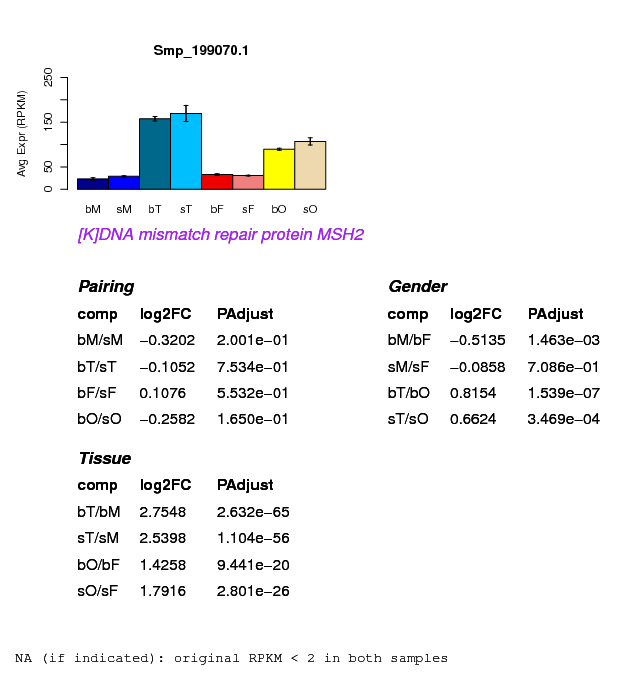 Smp_199070.1
Avg Expr (RPKM)
250
150
50
0
bM sM bT sT bF sF bO sO
[K]DNA mismatch repair protein MSH2
Pairing
comp log2FC PAdjust
bM/sM −0.3202 2.001e−01
bT/sT −0.1052 7.534e−01
bF/sF 0.1076 5.532e−01
bO/sO −0.2582 1.650e−01
Gender
comp log2FC PAdjust
bM/bF −0.5135 1.463e−03
sM/sF −0.0858 7.086e−01
bT/bO 0.8154 1.539e−07
sT/sO 0.6624 3.469e−04
Tissue
comp log2FC PAdjust
bT/bM 2.7548 2.632e−65
sT/sM 2.5398 1.104e−56
bO/bF 1.4258 9.441e−20
sO/sF 1.7916 2.801e−26
NA (if indicated): original RPKM < 2 in both samples